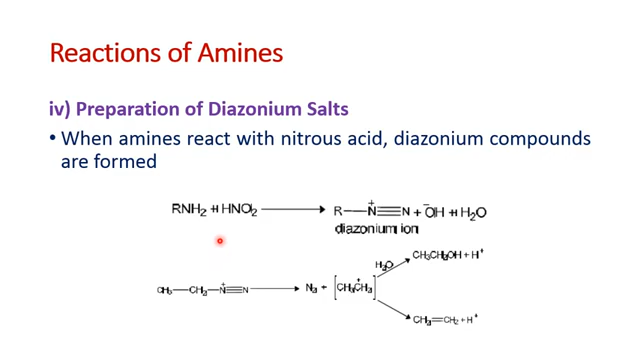 Reactions of Amines
iv) Preparation of Diazonium Salts
• When amines react with nitrous acid, diazonium compounds
are formed
RNH₂ + HNO₂ ⟶ R—N⁺≡N + ⁻OH + H₂O
diazonium ion
H₂O CH₃CH₂OH + H⁺
CH₃—CH₂—N⁺≡N ⟶ N₂ + [CH₃CH₂⁺]
CH₂=CH₂ + H⁺